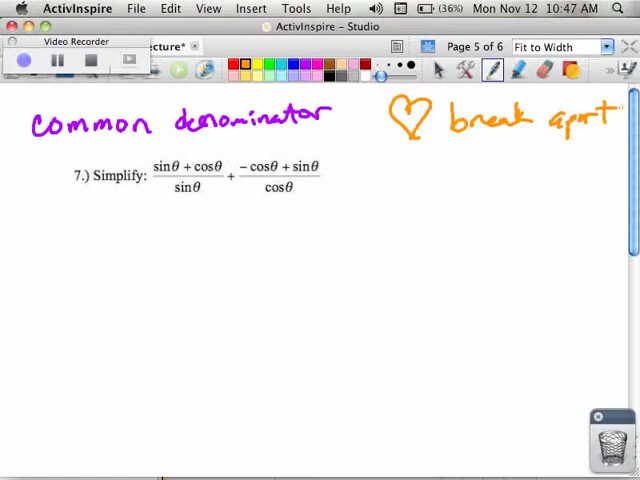 ActivInspire File Edit View Insert Tools Help (36%) Mon Nov 12 10:47 AM
ActivInspire - Studio
Video Recorder
ecture* Page 5 of 6 Fit to Width
common denominator ♡ break apart
7.) Simplify: (sinθ + cosθ)/sinθ + (− cosθ + sinθ)/cosθ